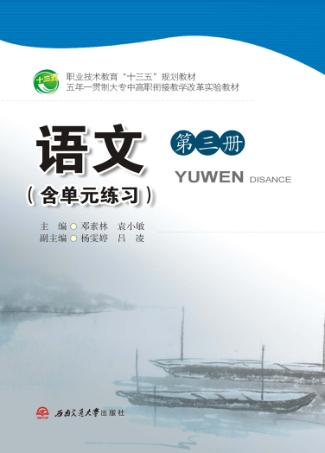 十三五
职业技术教育“十三五”规划教材
五年一贯制大专中高职衔接教学改革实验教材
语文 第三册
YUWEN DISANCE
（含单元练习）
主 编 邓素林 袁小敏
副主编 杨雯婷 吕 凌
西南交通大学出版社